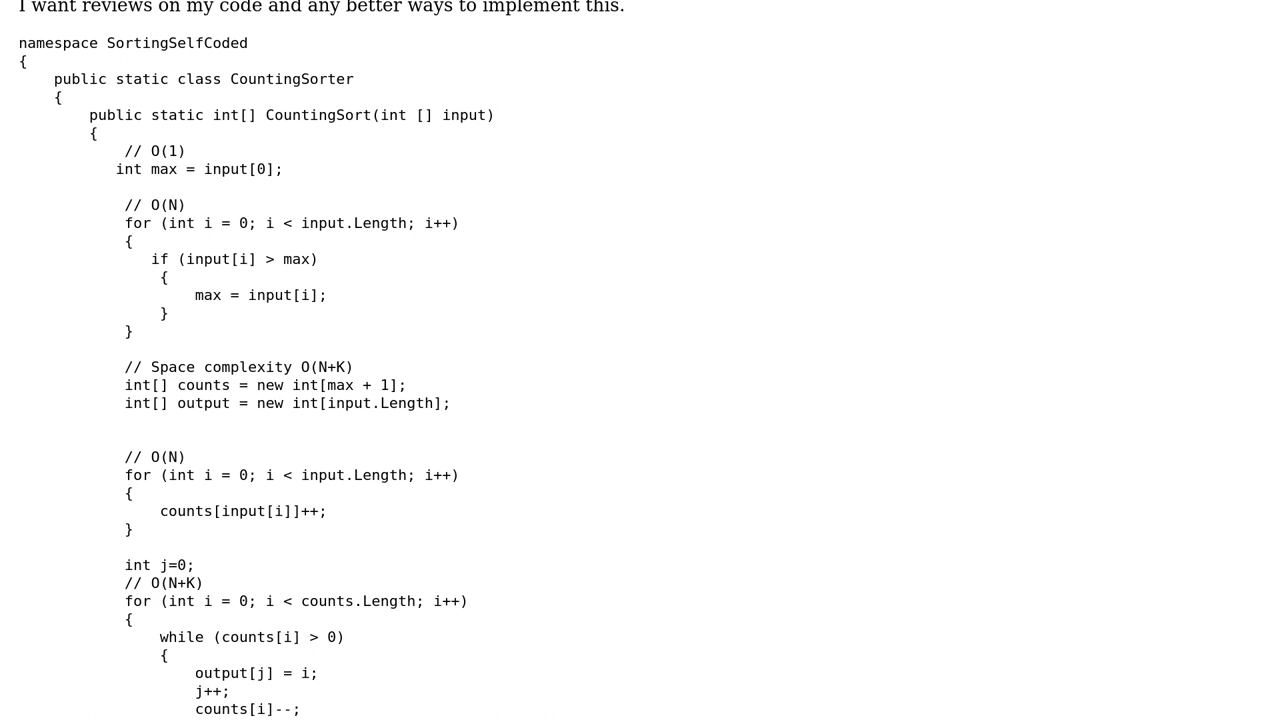 I want reviews on my code and any better ways to implement this.
namespace SortingSelfCoded
{
    public static class CountingSorter
    {
        public static int[] CountingSort(int [] input)
        {
            // O(1)
           int max = input[0];

            // O(N)
            for (int i = 0; i < input.Length; i++)
            {
               if (input[i] > max)
                {
                    max = input[i];
                }
            }

            // Space complexity O(N+K)
            int[] counts = new int[max + 1];
            int[] output = new int[input.Length];


            // O(N)
            for (int i = 0; i < input.Length; i++)
            {
                counts[input[i]]++;
            }

            int j=0;
            // O(N+K)
            for (int i = 0; i < counts.Length; i++)
            {
                while (counts[i] > 0)
                {
                    output[j] = i;
                    j++;
                    counts[i]--;